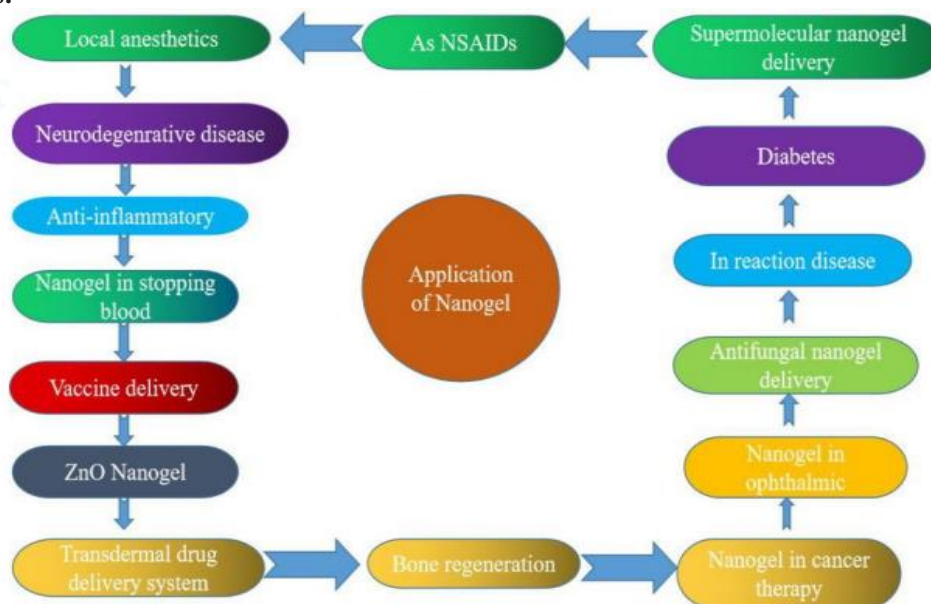 Local anesthetics
As NSAIDs
Supermolecular nanogel
delivery
Neurodegenrative disease
Diabetes
Anti-inflammatory
In reaction disease
Nanogel in stopping
blood
Application
of Nanogel
Antifungal nanogel
delivery
Vaccine delivery
ZnO Nanogel
Nanogel in
ophthalmic
Transdermal drug
delivery system
Bone regeneration
Nanogel in cancer
therapy